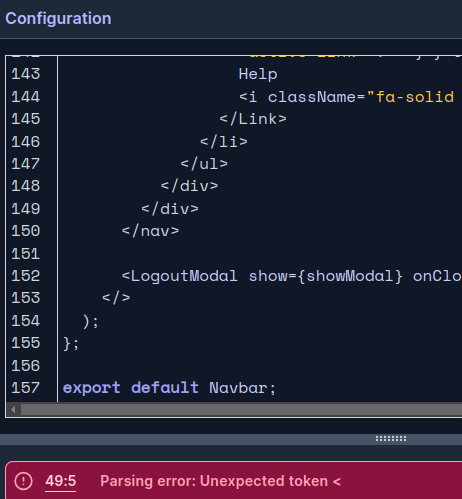 Configuration
143 Help
144 <i className="fa-solid
145 </Link>
146 </li>
147 </ul>
148 </div>
149 </div>
150 </nav>
151
152 <LogoutModal show={showModal} onClo
153 </>
154 );
155 };
156
157 export default Navbar;
49:5 Parsing error: Unexpected token <